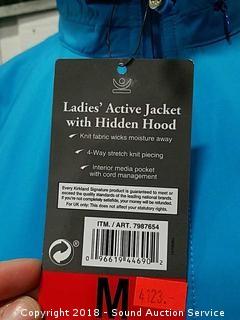 Ladies' Active Jacket
with Hidden Hood
Knit fabric wicks moisture away
4-Way stretch knit piecing
Interior media pocket
with cord management
Every Kirkland Signature product is guaranteed to meet or
exceed the quality standards of the leading national brands.
If you're not completely satisfied, your money will be refunded.
For UK only: This does not affect your statutory rights.
ITM. / ART. 7987654
0 96619 44690 2
M
4123.-
Copyright 2018 - Sound Auction Service